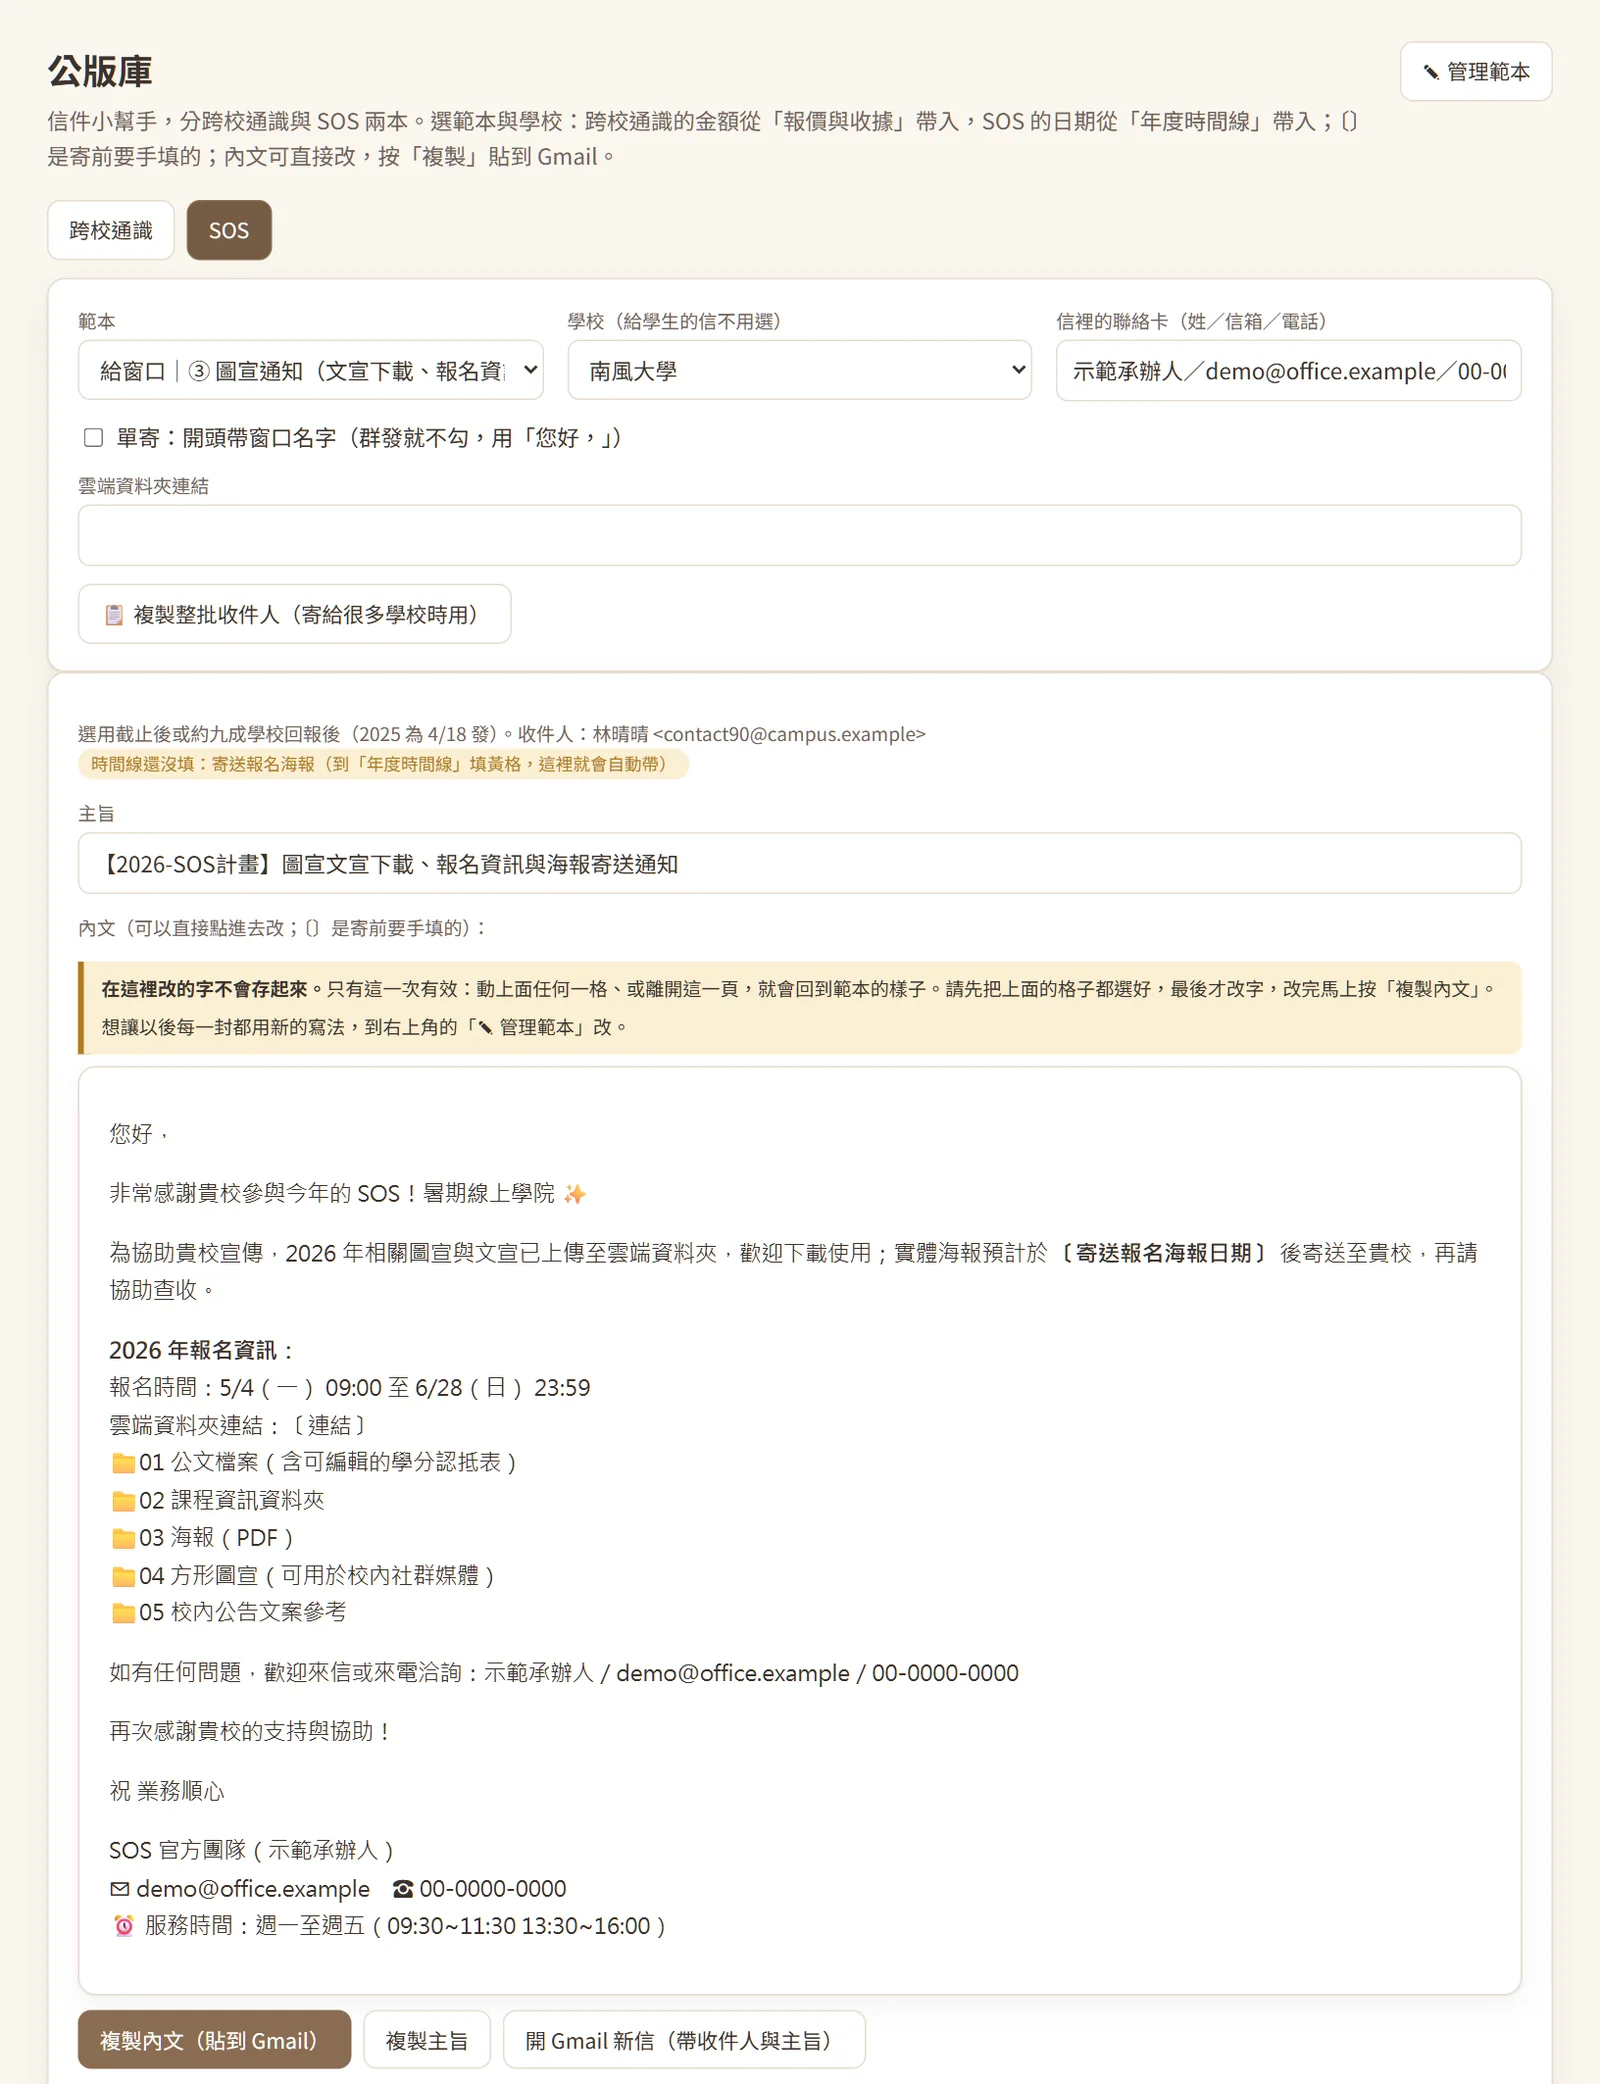 公版庫
✎ 管理範本
信件小幫手，分跨校通識與 SOS 兩本。選範本與學校：跨校通識的金額從「報價與收據」帶入，SOS 的日期從「年度時間線」帶入；〔〕
是寄前要手填的；內文可直接改，按「複製」貼到 Gmail。
跨校通識
SOS
範本
學校（給學生的信不用選）
信裡的聯絡卡（姓／信箱／電話）
給窗口｜③ 圖宣通知（文宣下載、報名資
南風大學
示範承辦人／demo@office.example／00-0
單寄：開頭帶窗口名字（群發就不勾，用「您好，」）
雲端資料夾連結
📋 複製整批收件人（寄給很多學校時用）
選用截止後或約九成學校回報後（2025 為 4/18 發）。收件人：林晴晴 <contact90@campus.example>
時間線還沒填：寄送報名海報（到「年度時間線」填黃格，這裡就會自動帶）
主旨
【2026-SOS計畫】圖宣文宣下載、報名資訊與海報寄送通知
內文（可以直接點進去改；〔〕是寄前要手填的）：
在這裡改的字不會存起來。只有這一次有效：動上面任何一格、或離開這一頁，就會回到範本的樣子。請先把上面的格子都選好，最後才改字，改完馬上按「複製內文」。
想讓以後每一封都用新的寫法，到右上角的「✎ 管理範本」改。
您好，
非常感謝貴校參與今年的 SOS！暑期線上學院 ✨
為協助貴校宣傳，2026 年相關圖宣與文宣已上傳至雲端資料夾，歡迎下載使用；實體海報預計於〔寄送報名海報日期〕後寄送至貴校，再請
協助查收。
2026 年報名資訊：
報名時間：5/4（一）09:00 至 6/28（日）23:59
雲端資料夾連結：〔連結〕
📁01 公文檔案（含可編輯的學分認抵表）
📁02 課程資訊資料夾
📁03 海報（PDF）
📁04 方形圖宣（可用於校內社群媒體）
📁05 校內公告文案參考
如有任何問題，歡迎來信或來電洽詢：示範承辦人 / demo@office.example / 00-0000-0000
再次感謝貴校的支持與協助！
祝 業務順心
SOS 官方團隊（示範承辦人）
✉ demo@office.example ☎ 00-0000-0000
⏰ 服務時間：週一至週五（09:30~11:30 13:30~16:00）
複製內文（貼到 Gmail）
複製主旨
開 Gmail 新信（帶收件人與主旨）